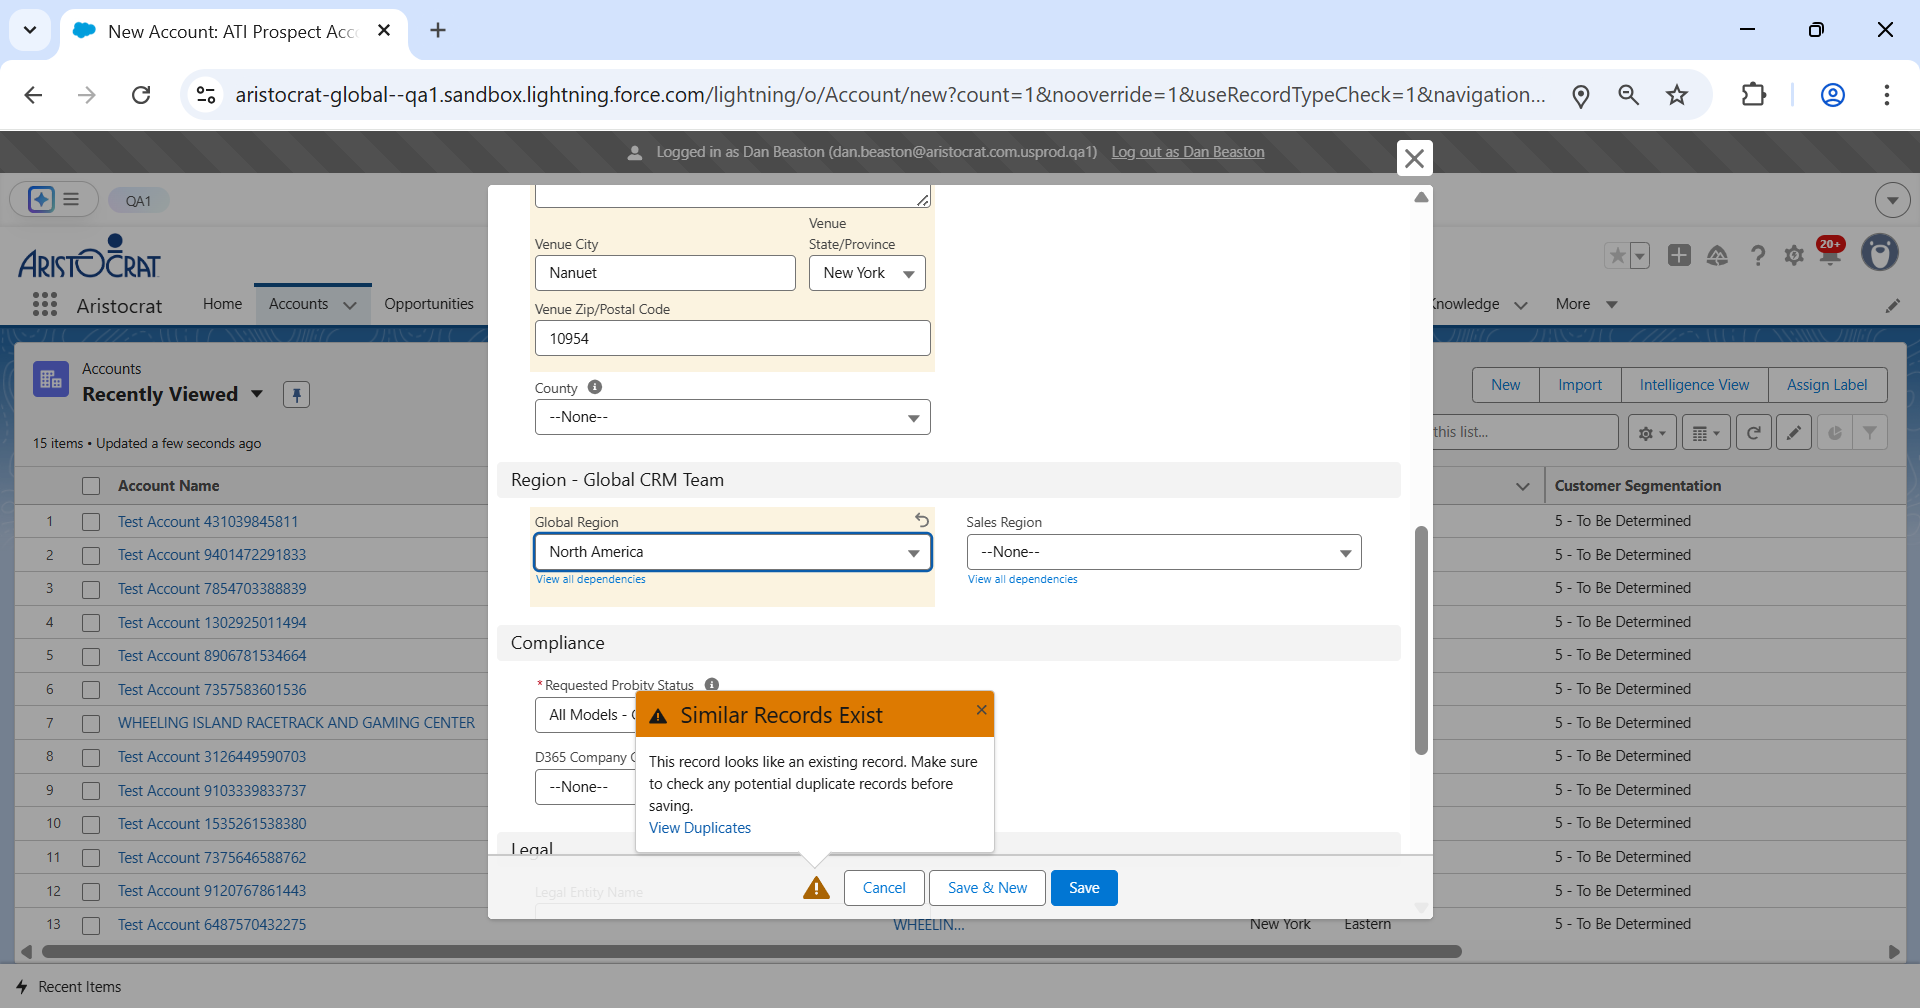 New Account: ATI Prospect Acc
aristocrat-global--qa1.sandbox.lightning.force.com/lightning/o/Account/new?count=1&nooverride=1&useRecordTypeCheck=1&navigation...
Logged in as Dan Beaston (dan.beaston@aristocrat.com.usprod.qa1) Log out as Dan Beaston
QA1
ARISTOCRAT
20+
Aristocrat
Home
Accounts
Opportunities
Knowledge
More
Accounts
Recently Viewed
15 items • Updated a few seconds ago
New
Import
Intelligence View
Assign Label
this list...
Account Name
Customer Segmentation
1 Test Account 431039845811 5 - To Be Determined
2 Test Account 9401472291833 5 - To Be Determined
3 Test Account 7854703388839 5 - To Be Determined
4 Test Account 1302925011494 5 - To Be Determined
5 Test Account 8906781534664 5 - To Be Determined
6 Test Account 7357583601536 5 - To Be Determined
7 WHEELING ISLAND RACETRACK AND GAMING CENTER 5 - To Be Determined
8 Test Account 3126449590703 5 - To Be Determined
9 Test Account 9103339833737 5 - To Be Determined
10 Test Account 1535261538380 5 - To Be Determined
11 Test Account 7375646588762 5 - To Be Determined
12 Test Account 9120767861443 5 - To Be Determined
13 Test Account 6487570432275 WHEELIN... New York Eastern 5 - To Be Determined
Venue City
Venue
State/Province
Nanuet
New York
Venue Zip/Postal Code
10954
County
--None--
Region - Global CRM Team
Global Region
Sales Region
North America
--None--
View all dependencies
View all dependencies
Compliance
*Requested Probity Status
All Models -
D365 Company
--None--
Similar Records Exist
This record looks like an existing record. Make sure
to check any potential duplicate records before
saving.
View Duplicates
Legal
Legal Entity Name
Cancel
Save & New
Save
Recent Items